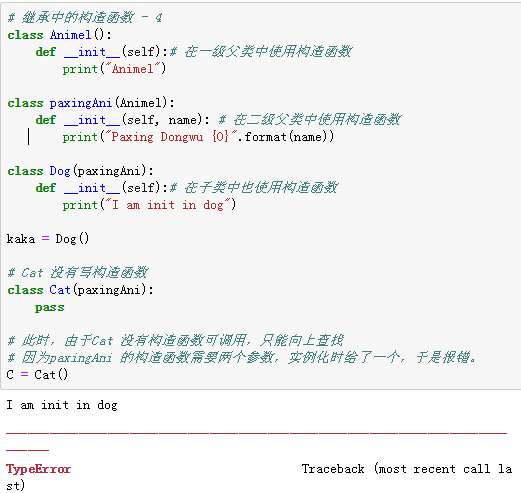 # 继承中的构造函数 - 4
class Animel():
def __init__(self):# 在一级父类中使用构造函数
print("Animel")
class paxingAni(Animel):
def __init__(self, name): # 在二级父类中使用构造函数
print("Paxing Dongwu {0}".format(name))
class Dog(paxingAni):
def __init__(self):# 在子类中也使用构造函数
print("I am init in dog")
kaka = Dog()
# Cat 没有写构造函数
class Cat(paxingAni):
pass
# 此时，由于Cat 没有构造函数可调用，只能向上查找
# 因为paxingAni 的构造函数需要两个参数，实例化时给了一个，于是报错。
C = Cat()
I am init in dog
---------------------------------------------------------------------
------
TypeError Traceback (most recent call la
st)